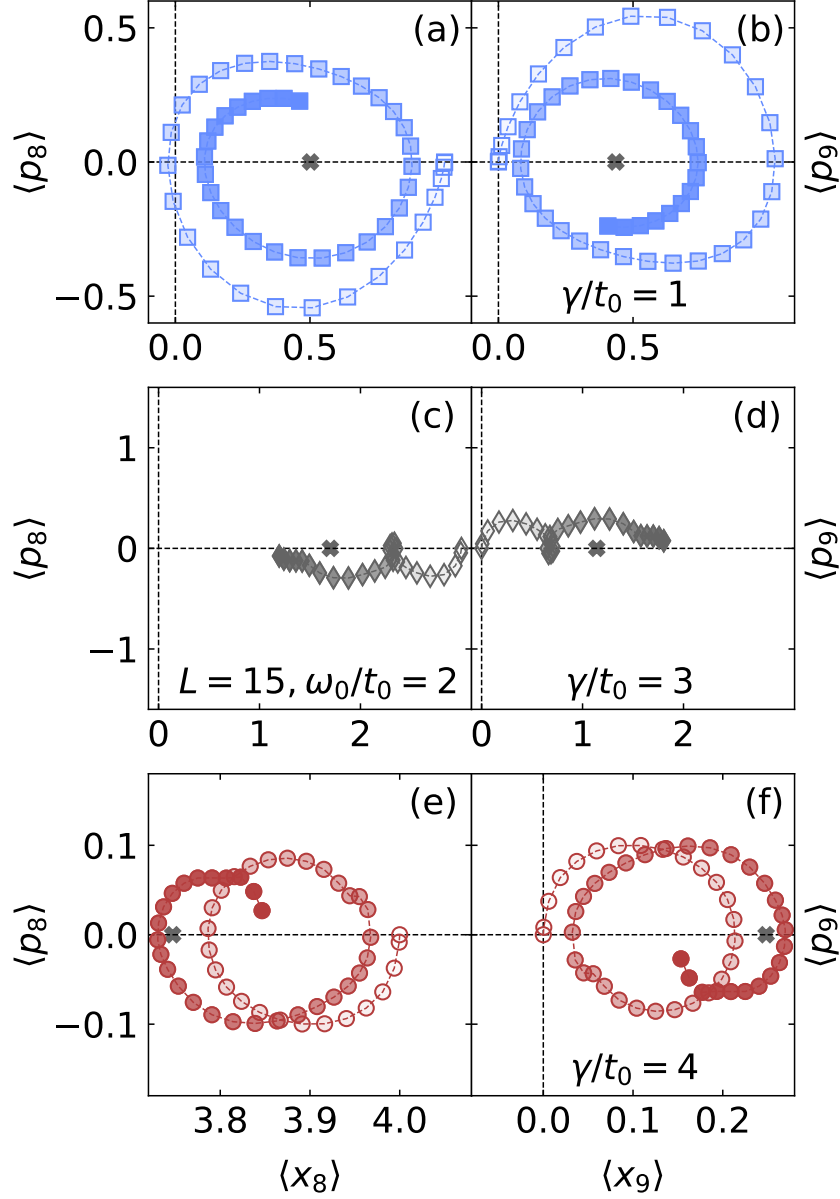 0.5 (a) (b)
⟨p₈⟩ 0.0 ⟨p₉⟩
−0.5 γ/t₀ = 1
0.0 0.5 0.0 0.5
1 (c) (d)
⟨p₈⟩ 0 ⟨p₉⟩
−1 L = 15, ω₀/t₀ = 2 γ/t₀ = 3
0 1 2 0 1 2
(e) (f)
0.1
⟨p₈⟩ 0.0 ⟨p₉⟩
−0.1
γ/t₀ = 4
3.8 3.9 4.0 0.0 0.1 0.2
⟨x₈⟩ ⟨x₉⟩